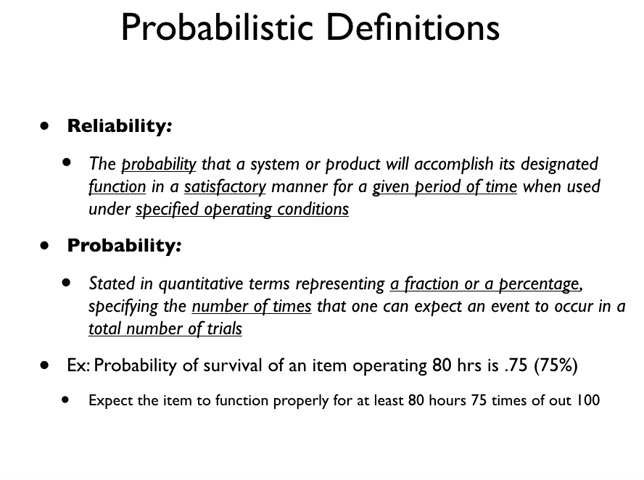 Probabilistic Definitions
• Reliability:
• The probability that a system or product will accomplish its designated
function in a satisfactory manner for a given period of time when used
under specified operating conditions
• Probability:
• Stated in quantitative terms representing a fraction or a percentage,
specifying the number of times that one can expect an event to occur in a
total number of trials
• Ex: Probability of survival of an item operating 80 hrs is .75 (75%)
• Expect the item to function properly for at least 80 hours 75 times of out 100